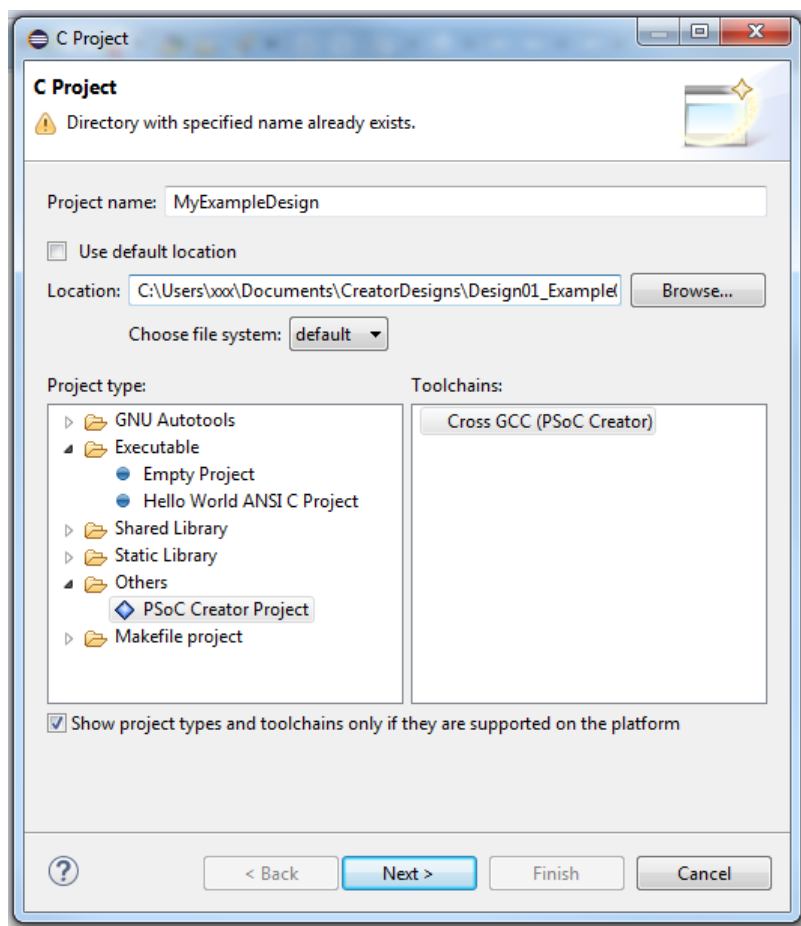 C Project
C Project
Directory with specified name already exists.
Project name: MyExampleDesign
Use default location
Location: C:\Users\xxx\Documents\CreatorDesigns\Design01_Example( Browse...
Choose file system: default
Project type: Toolchains:
GNU Autotools Cross GCC (PSoC Creator)
Executable
Empty Project
Hello World ANSI C Project
Shared Library
Static Library
Others
PSoC Creator Project
Makefile project
Show project types and toolchains only if they are supported on the platform
? < Back Next > Finish Cancel